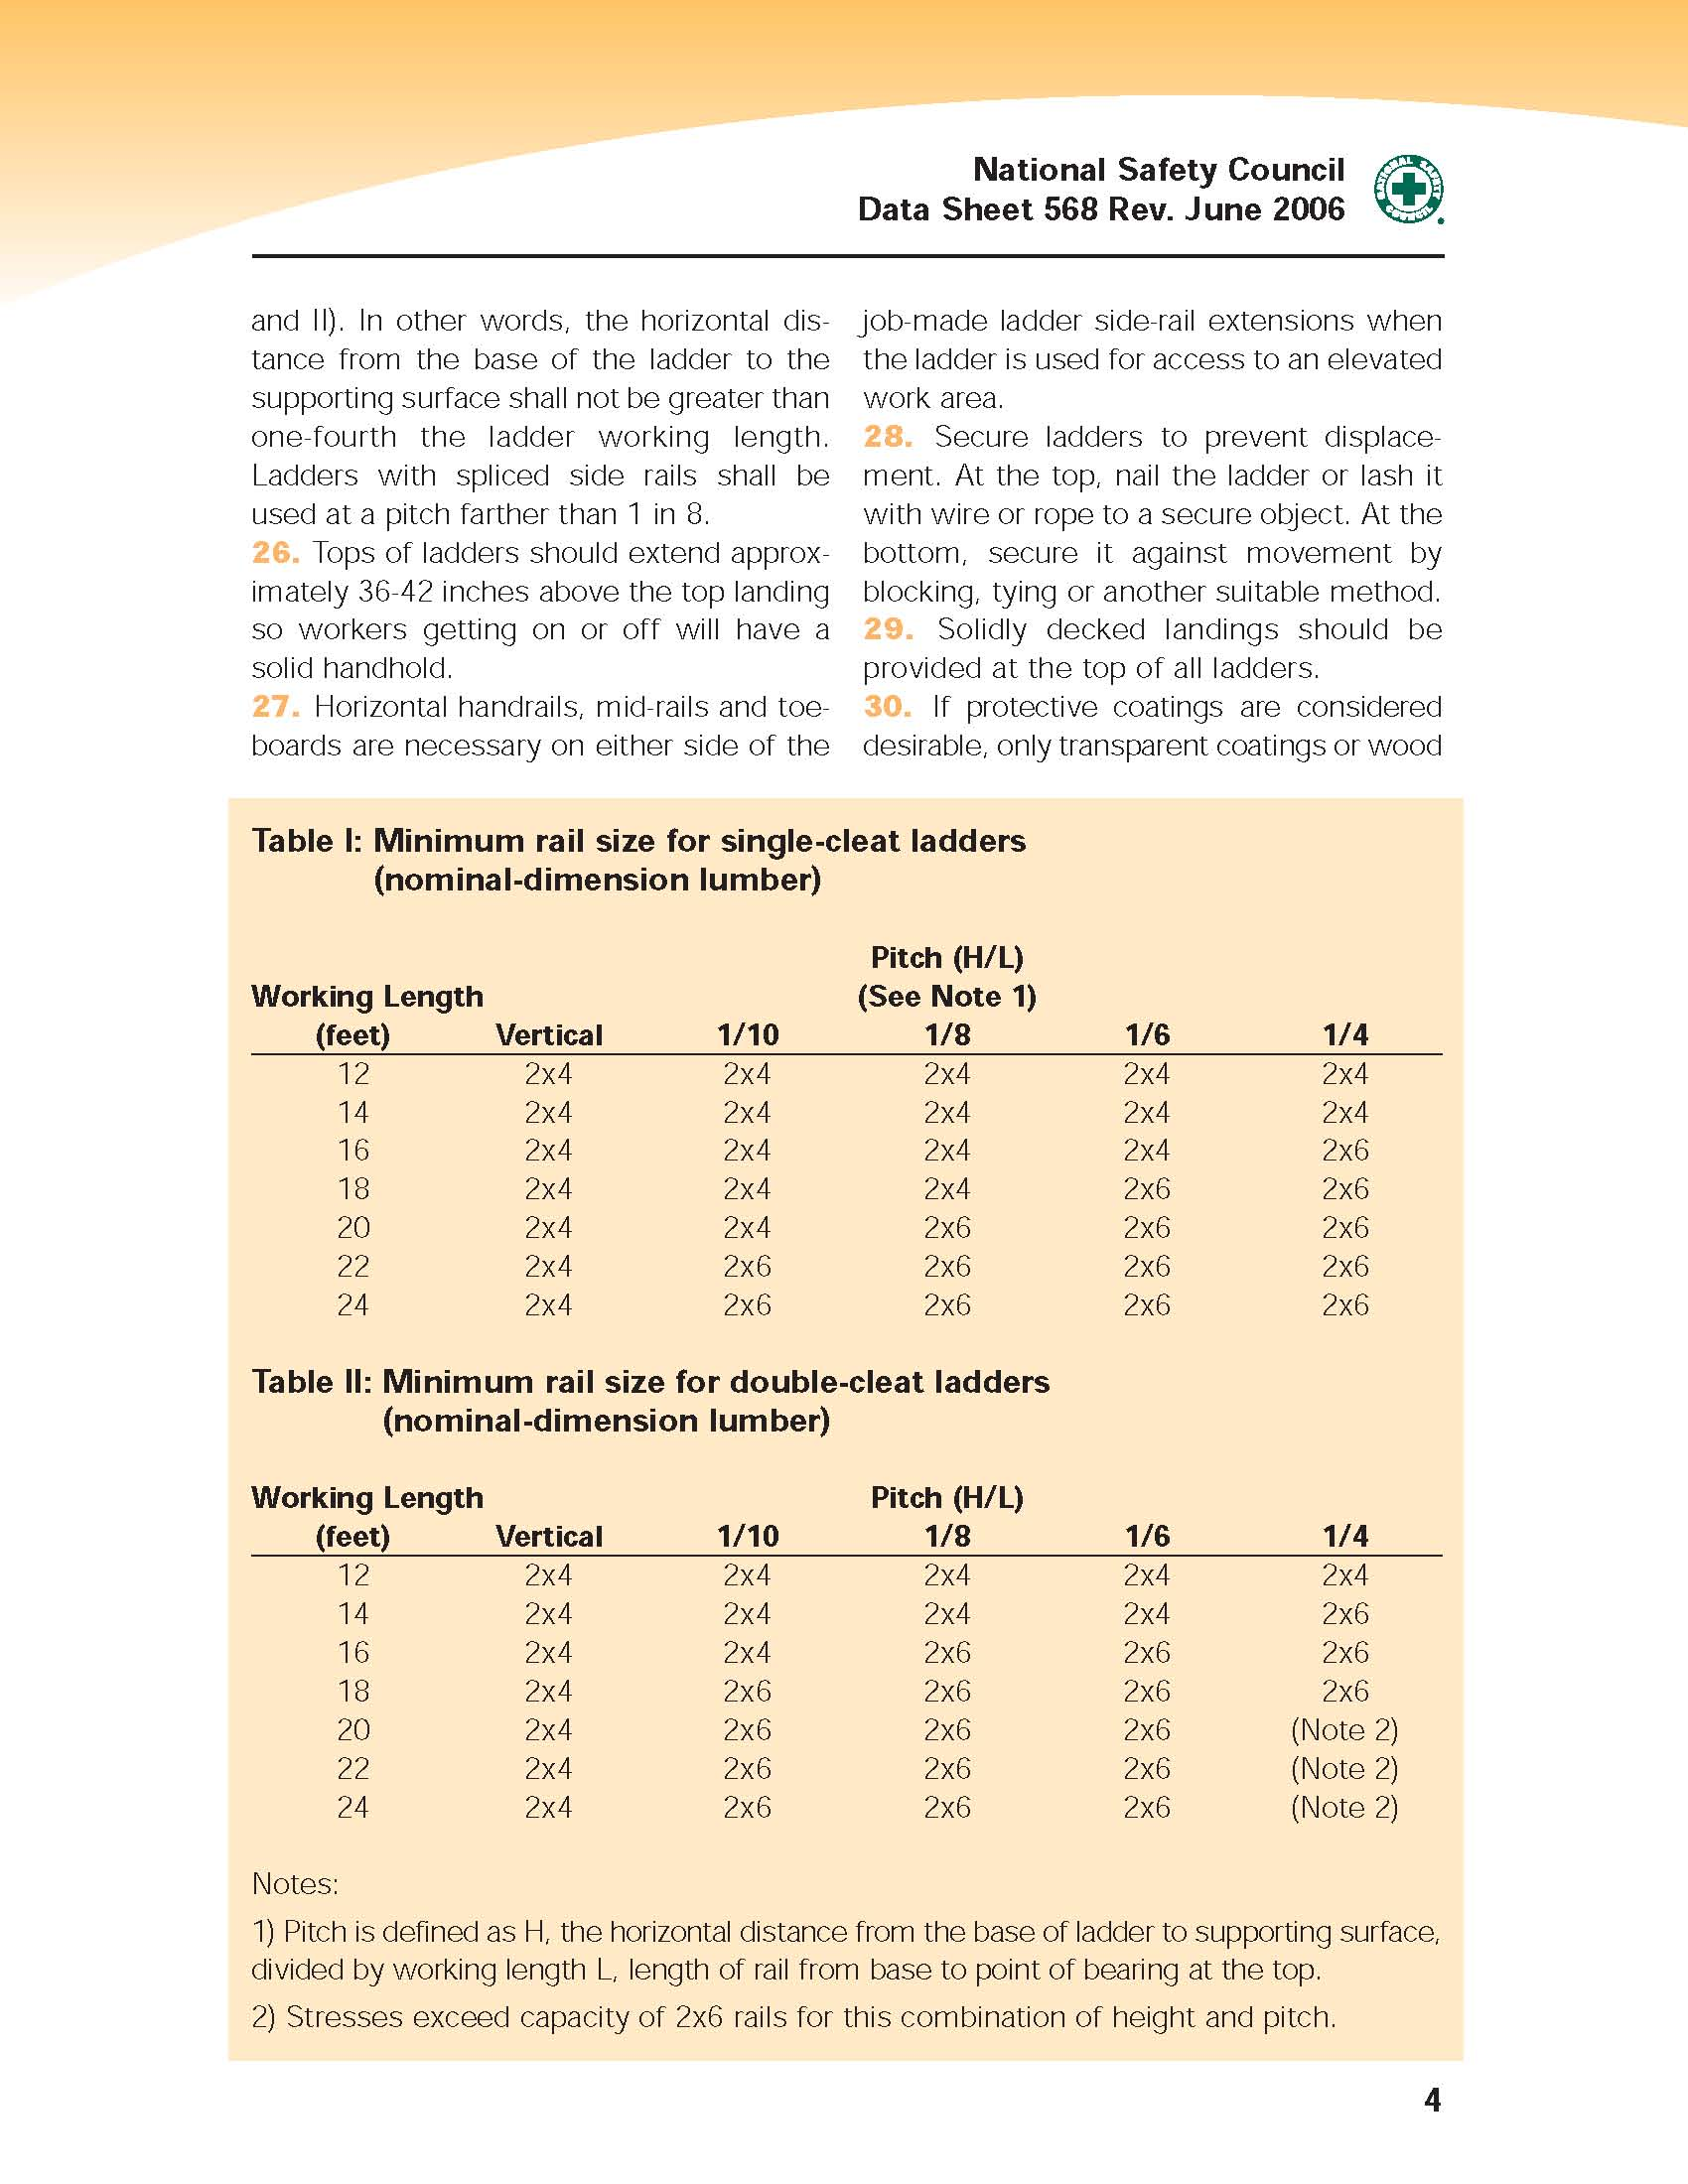 National Safety Council
Data Sheet 568 Rev. June 2006
NATIONAL SAFETY COUNCIL
and II). In other words, the horizontal dis-
tance from the base of the ladder to the
supporting surface shall not be greater than
one-fourth the ladder working length.
Ladders with spliced side rails shall be
used at a pitch farther than 1 in 8.
26. Tops of ladders should extend approx-
imately 36-42 inches above the top landing
so workers getting on or off will have a
solid handhold.
27. Horizontal handrails, mid-rails and toe-
boards are necessary on either side of the
job-made ladder side-rail extensions when
the ladder is used for access to an elevated
work area.
28. Secure ladders to prevent displace-
ment. At the top, nail the ladder or lash it
with wire or rope to a secure object. At the
bottom, secure it against movement by
blocking, tying or another suitable method.
29. Solidly decked landings should be
provided at the top of all ladders.
30. If protective coatings are considered
desirable, only transparent coatings or wood
Table I: Minimum rail size for single-cleat ladders
(nominal-dimension lumber)
Pitch (H/L)
Working Length (See Note 1)
(feet) Vertical 1/10 1/8 1/6 1/4
12 2x4 2x4 2x4 2x4 2x4
14 2x4 2x4 2x4 2x4 2x4
16 2x4 2x4 2x4 2x4 2x6
18 2x4 2x4 2x4 2x6 2x6
20 2x4 2x4 2x6 2x6 2x6
22 2x4 2x6 2x6 2x6 2x6
24 2x4 2x6 2x6 2x6 2x6
Table II: Minimum rail size for double-cleat ladders
(nominal-dimension lumber)
Working Length Pitch (H/L)
(feet) Vertical 1/10 1/8 1/6 1/4
12 2x4 2x4 2x4 2x4 2x4
14 2x4 2x4 2x4 2x4 2x6
16 2x4 2x4 2x6 2x6 2x6
18 2x4 2x6 2x6 2x6 2x6
20 2x4 2x6 2x6 2x6 (Note 2)
22 2x4 2x6 2x6 2x6 (Note 2)
24 2x4 2x6 2x6 2x6 (Note 2)
Notes:
1) Pitch is defined as H, the horizontal distance from the base of ladder to supporting surface,
divided by working length L, length of rail from base to point of bearing at the top.
2) Stresses exceed capacity of 2x6 rails for this combination of height and pitch.
4